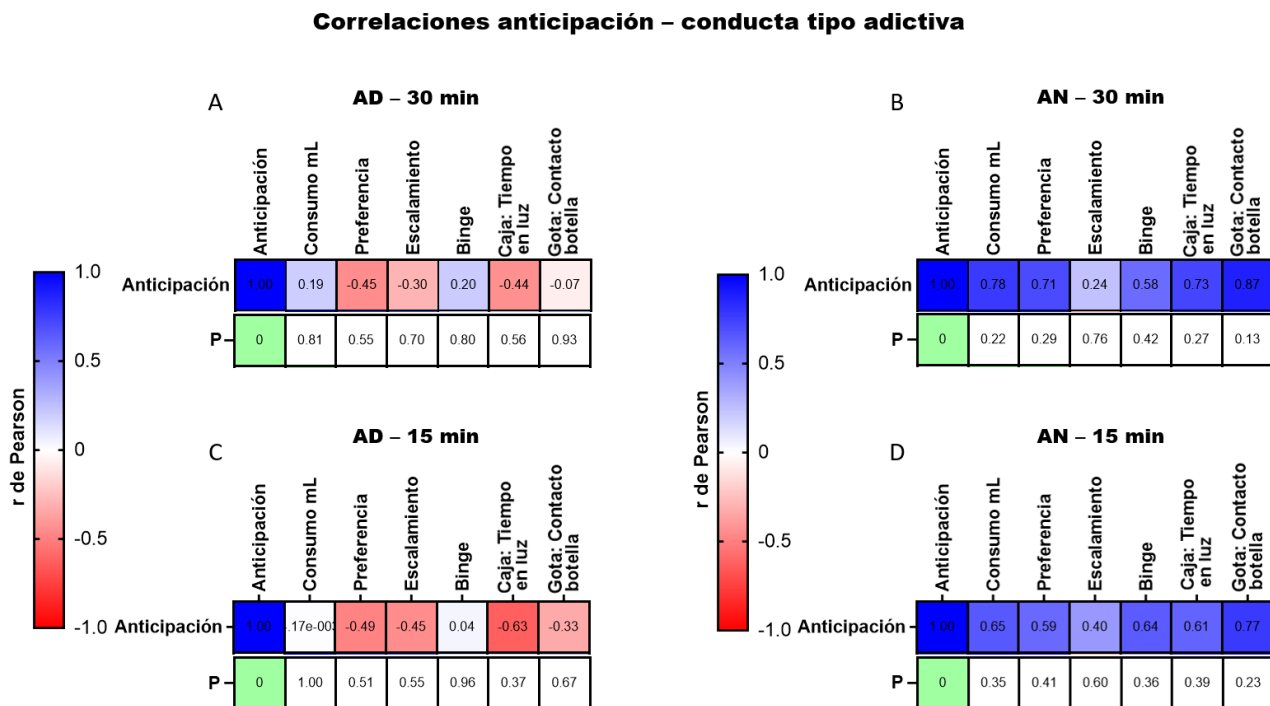 Correlaciones anticipación – conducta tipo adictiva
A
AD – 30 min
Anticipación
Consumo mL
Preferencia
Escalamiento
Binge
Caja: Tiempo
en luz
Gota: Contacto
botella
Anticipación
1.00 0.19 -0.45 -0.30 0.20 -0.44 -0.07
P
0 0.81 0.55 0.70 0.80 0.56 0.93
1.0
0.5
0
-0.5
-1.0
r de Pearson
B
AN – 30 min
Anticipación
Consumo mL
Preferencia
Escalamiento
Binge
Caja: Tiempo
en luz
Gota: Contacto
botella
Anticipación
1.00 0.78 0.71 0.24 0.58 0.73 0.87
P
0 0.22 0.29 0.76 0.42 0.27 0.13
1.0
0.5
0
-0.5
-1.0
r de Pearson
C
AD – 15 min
Anticipación
Consumo mL
Preferencia
Escalamiento
Binge
Caja: Tiempo
en luz
Gota: Contacto
botella
Anticipación
1.00 -0.49 -0.45 0.04 -0.63 -0.33
P
0 1.00 0.51 0.55 0.96 0.37 0.67
D
AN – 15 min
Anticipación
Consumo mL
Preferencia
Escalamiento
Binge
Caja: Tiempo
en luz
Gota: Contacto
botella
Anticipación
1.00 0.65 0.59 0.40 0.64 0.61 0.77
P
0 0.35 0.41 0.60 0.36 0.39 0.23